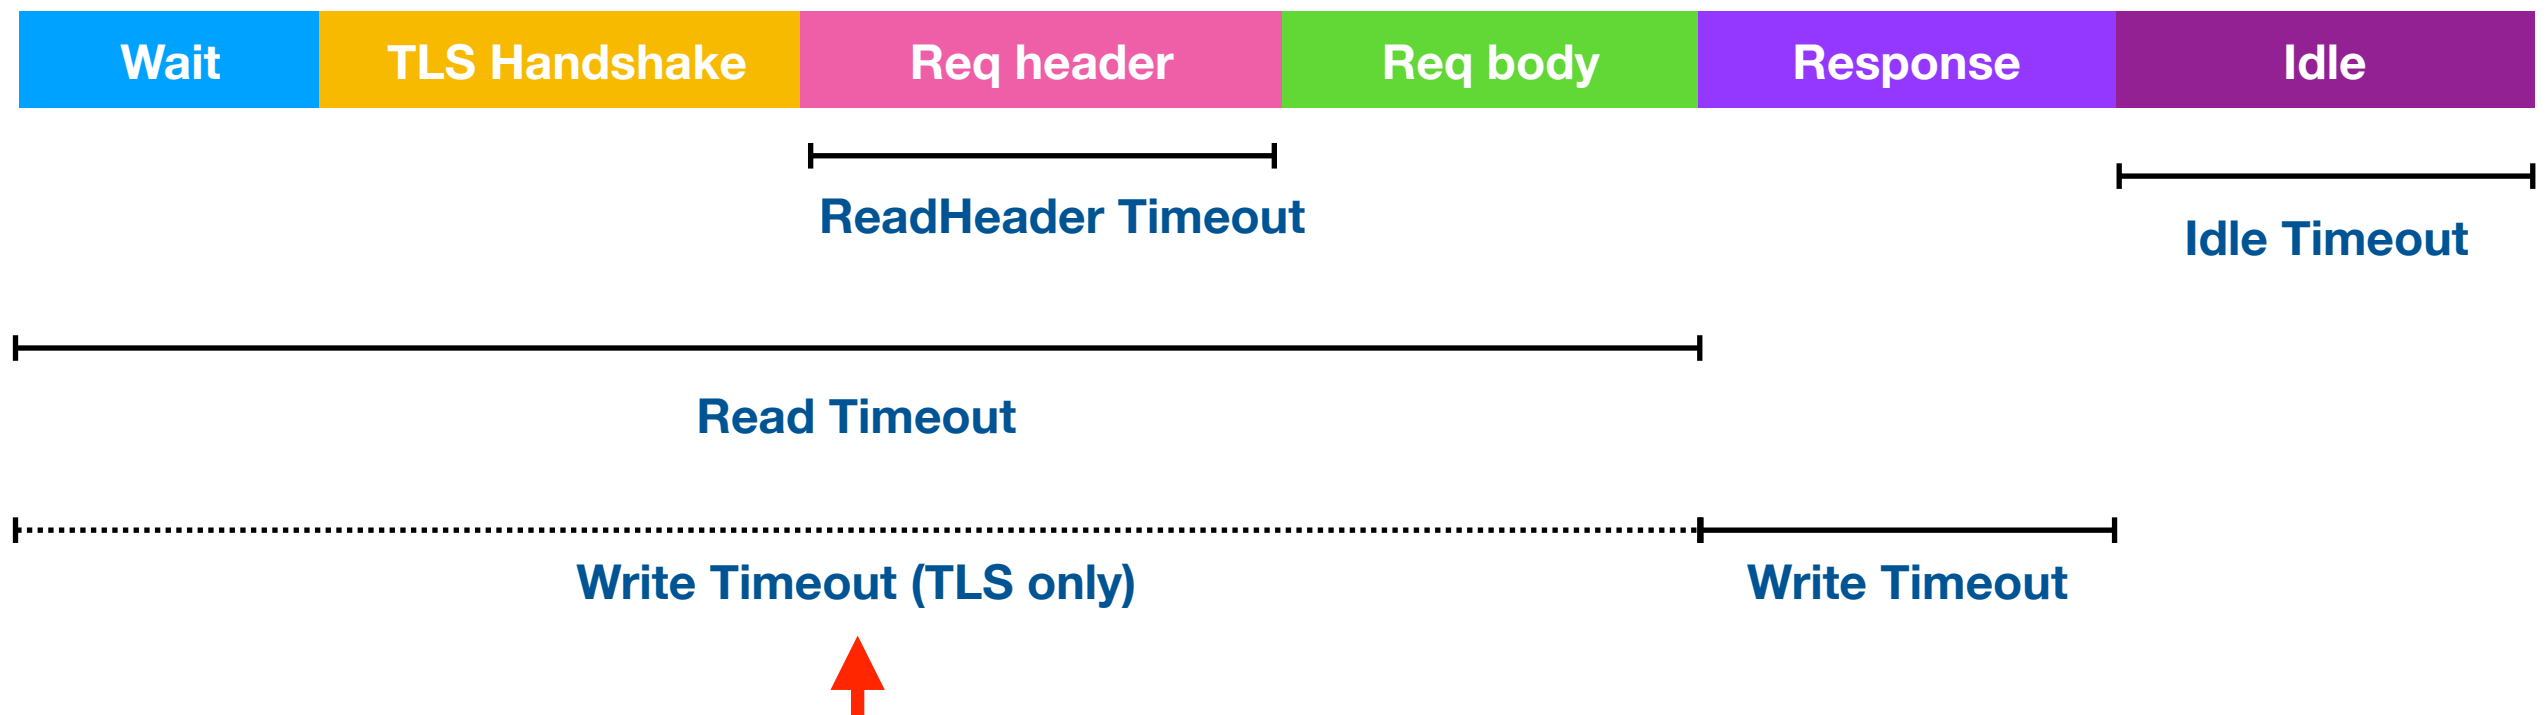 Wait
TLS Handshake
Req header
Req body
Response
Idle
ReadHeader Timeout
Idle Timeout
Read Timeout
Write Timeout (TLS only)
Write Timeout